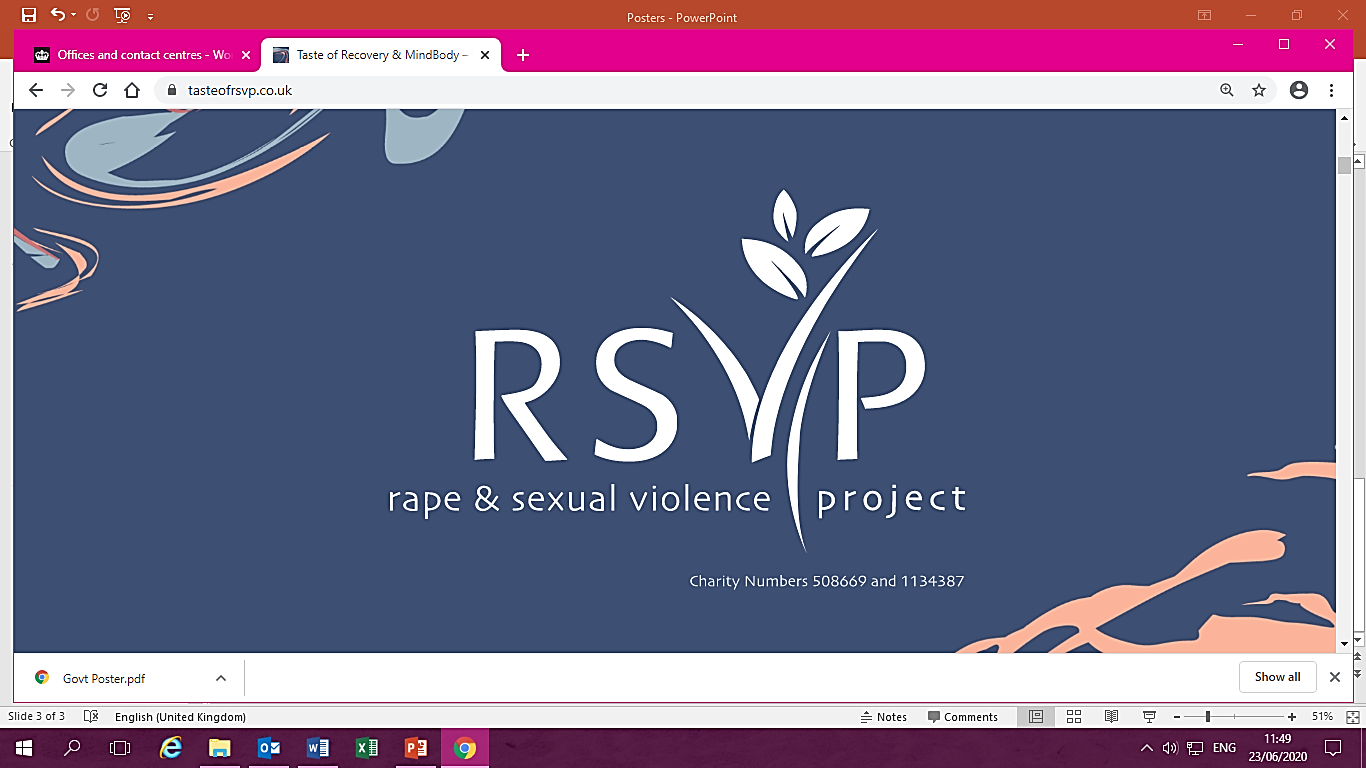 Posters - PowerPoint
Offices and contact centres - Wo
Taste of Recovery & MindBody –
tasteofrsvp.co.uk
RSVP
rape & sexual violence project
Charity Numbers 508669 and 1134387
Govt Poster.pdf
Show all
Slide 3 of 3
English (United Kingdom)
Notes
Comments
51%
ENG
11:49
23/06/2020